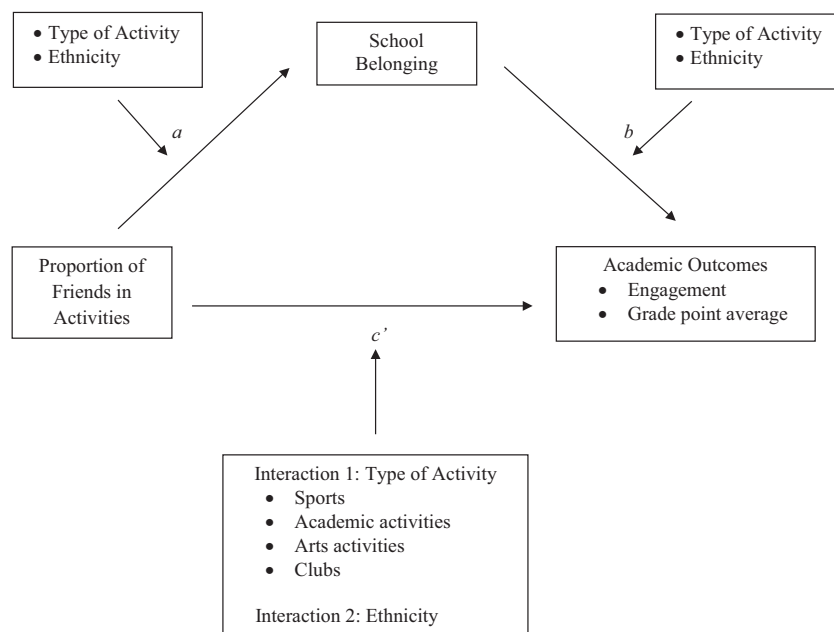 • Type of Activity
• Ethnicity
School
Belonging
• Type of Activity
• Ethnicity
a
b
Proportion of
Friends in
Activities
Academic Outcomes
• Engagement
• Grade point average
c’
Interaction 1: Type of Activity
• Sports
• Academic activities
• Arts activities
• Clubs
Interaction 2: Ethnicity